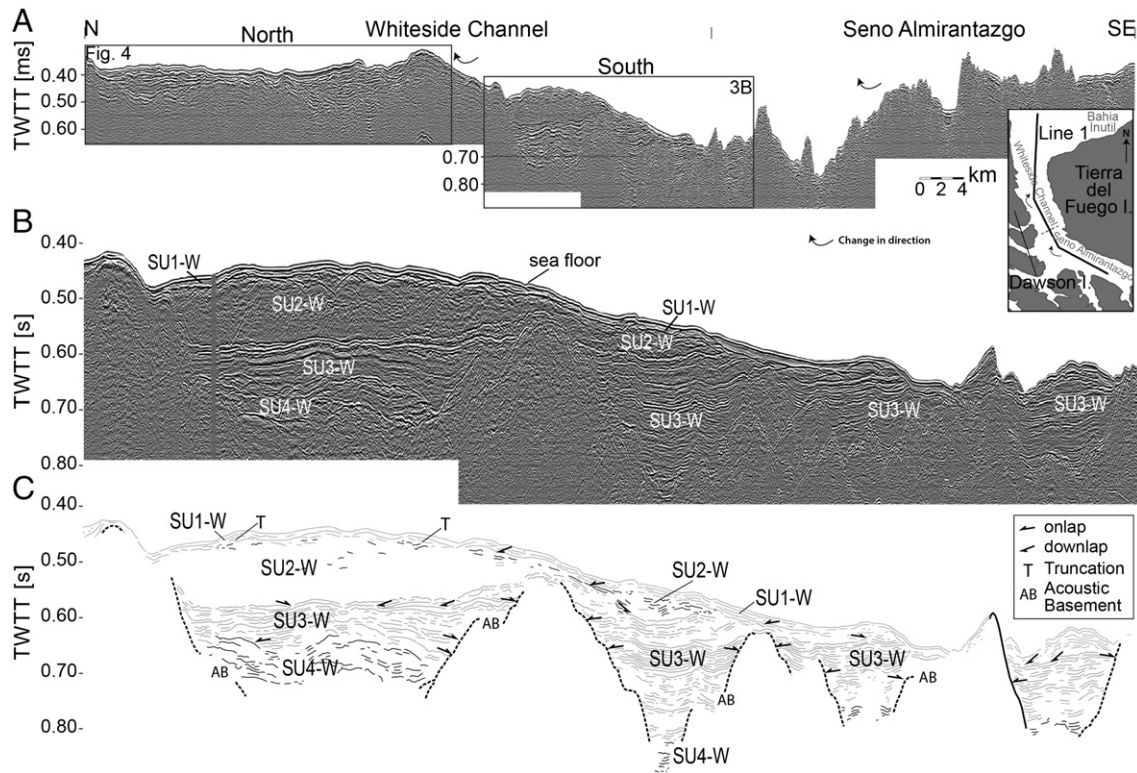 A
N
Whiteside Channel
Seno Almirantazgo
SE
North
Fig. 4
South
3B
TWTT [ms]
0.40
0.50
0.60
0.70
0.80
0 2 4 km
Change in direction
Line 1
Bahia
Inutil
N
Whiteside Channel
Tierra
del
Fuego I.
Seno Almirantazgo
Dawson I.
B
TWTT [s]
0.40
0.50
0.60
0.70
0.80
SU1-W
sea floor
SU2-W
SU1-W
SU2-W
SU3-W
SU4-W
SU3-W
SU3-W
SU3-W
C
TWTT [s]
0.40
0.50
0.60
0.70
0.80
SU1-W
T
T
SU2-W
SU2-W
SU1-W
SU3-W
AB
SU4-W
AB
SU3-W
SU3-W
AB
AB
SU4-W
onlap
downlap
T Truncation
AB Acoustic
Basement